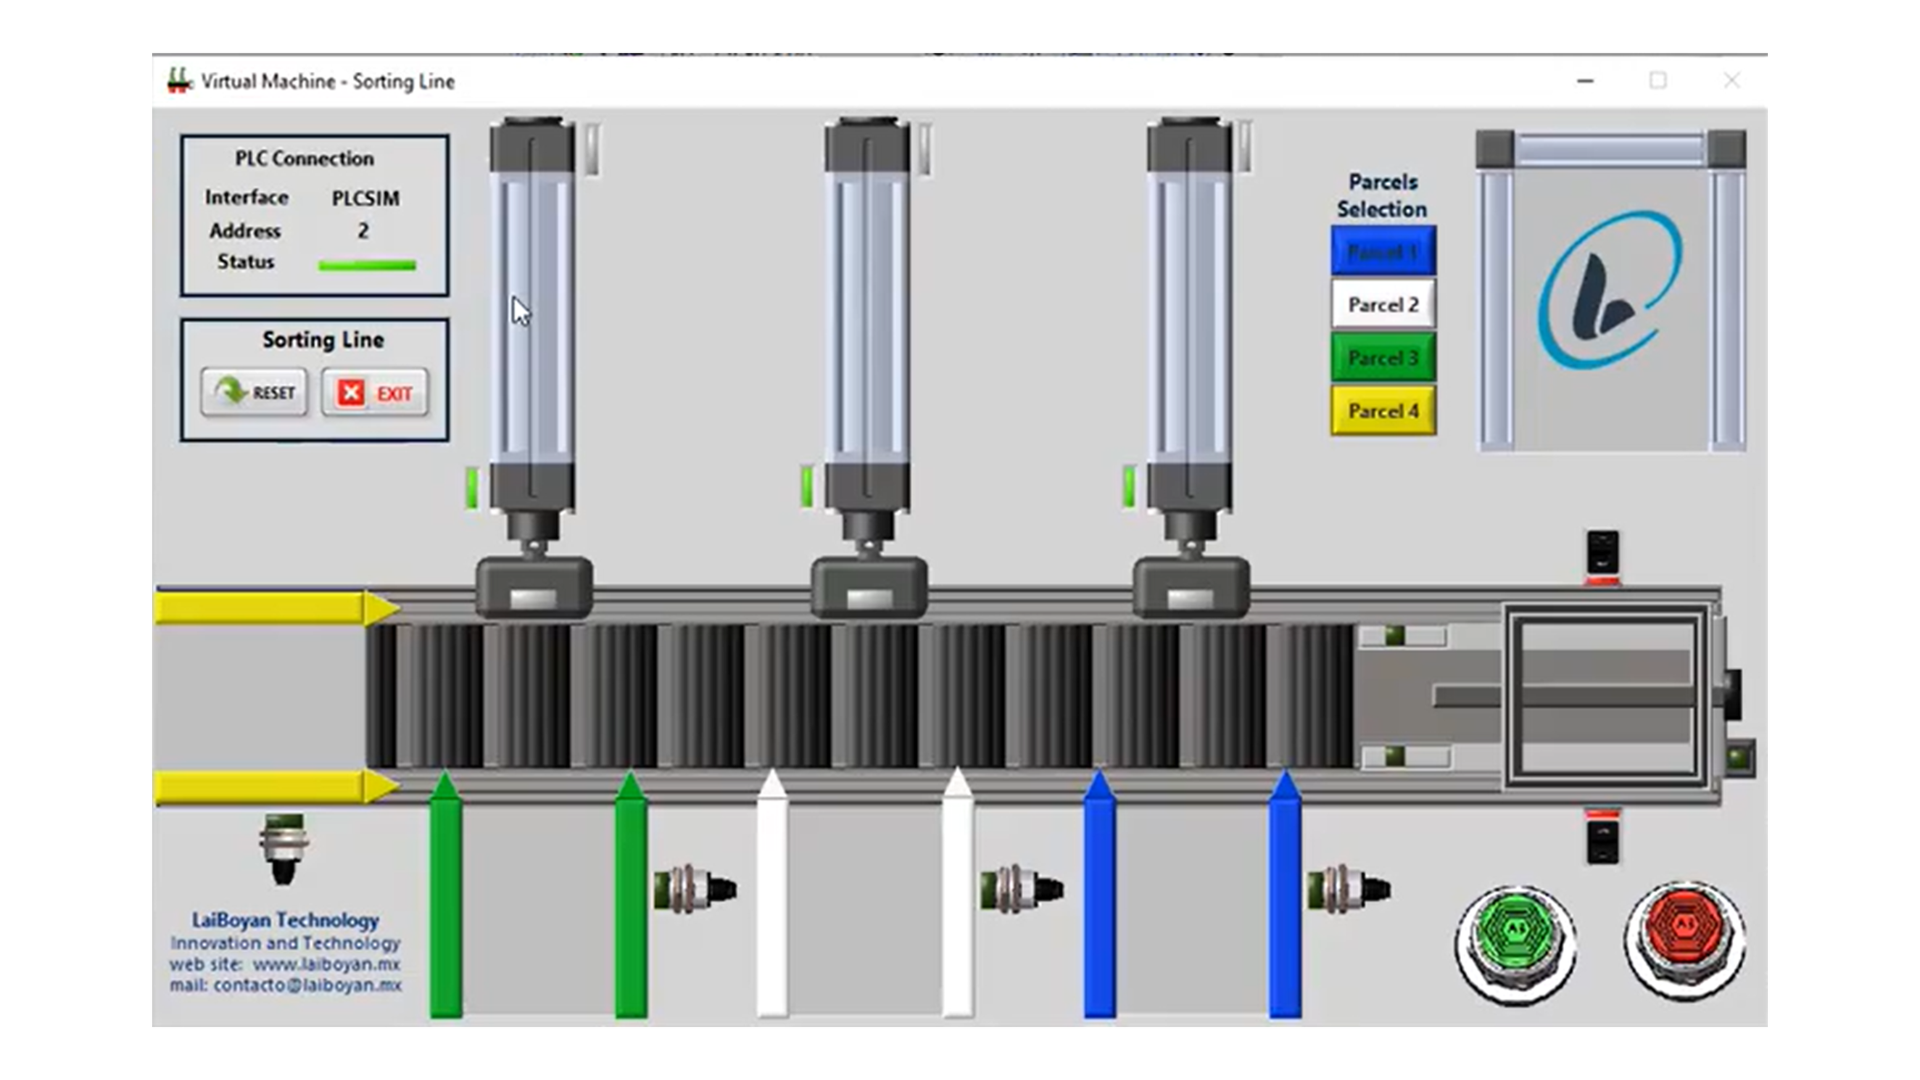 Virtual Machine - Sorting Line
PLC Connection
Interface PLCSIM
Address 2
Status
Sorting Line
RESET EXIT
Parcels
Selection
Parcel 1
Parcel 2
Parcel 3
Parcel 4
LaiBoyan Technology
Innovation and Technology
web site: www.laiboyan.mx
mail: contacto@laiboyan.mx